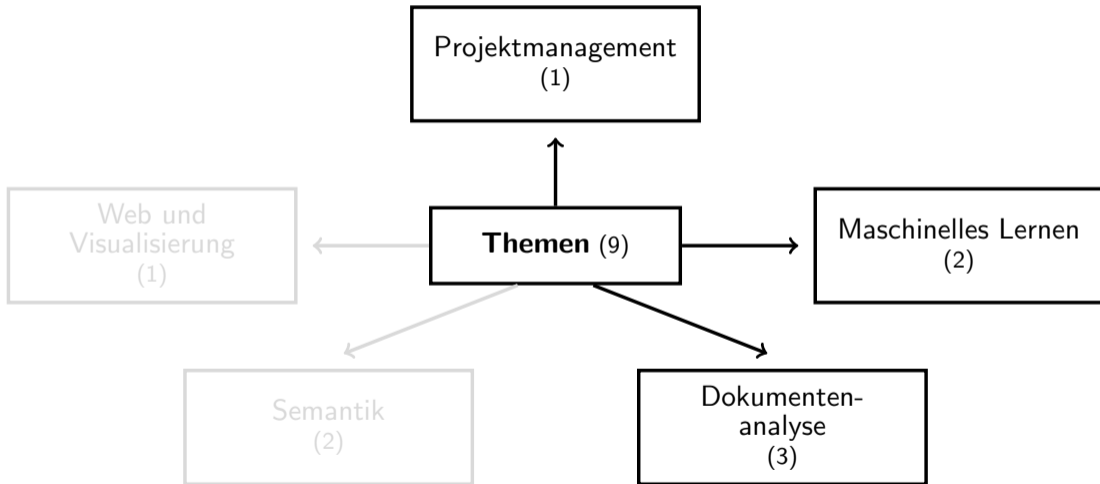 Projektmanagement
(1)
Web und
Visualisierung
(1)
Themen (9)
Maschinelles Lernen
(2)
Semantik
(2)
Dokumenten-
analyse
(3)